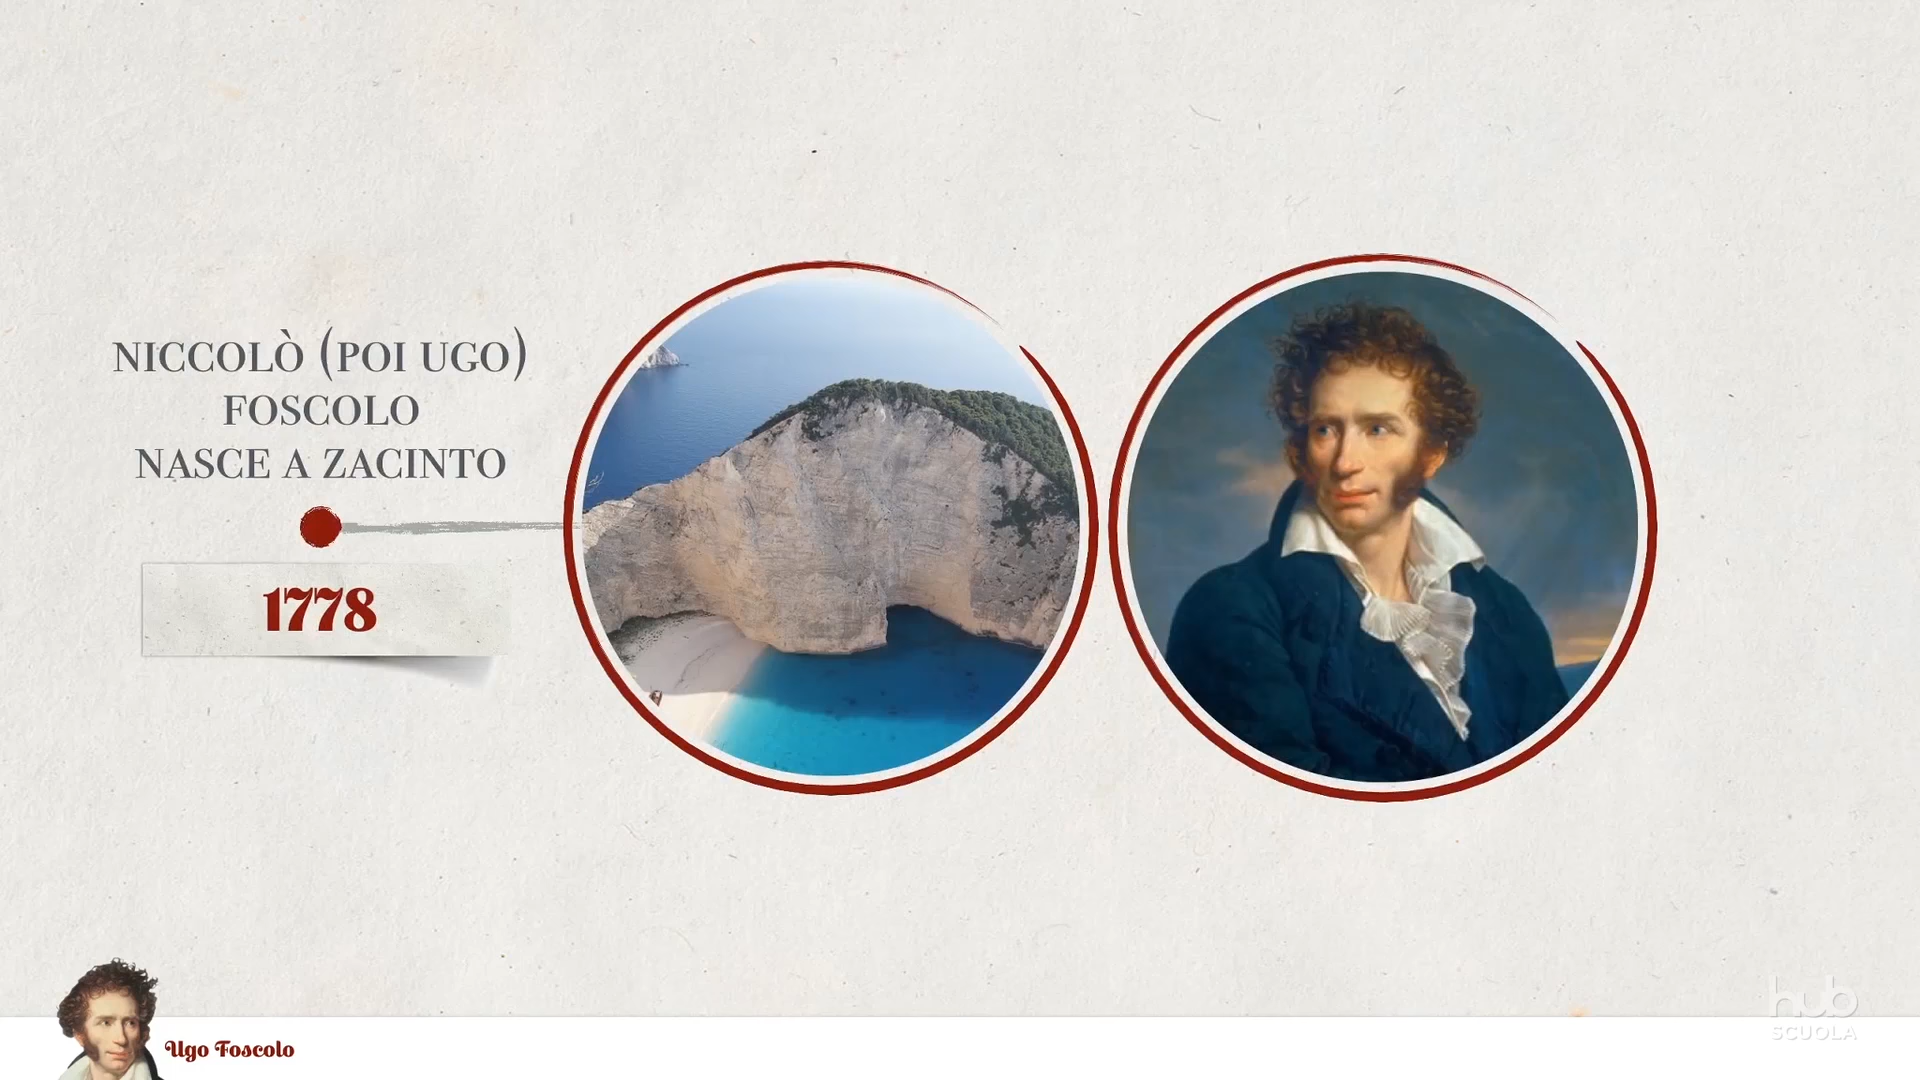 NICCOLÒ (POI UGO)
FOSCOLO
NASCE A ZACINTO
1778
Ugo Foscolo
hub
SCUOLA